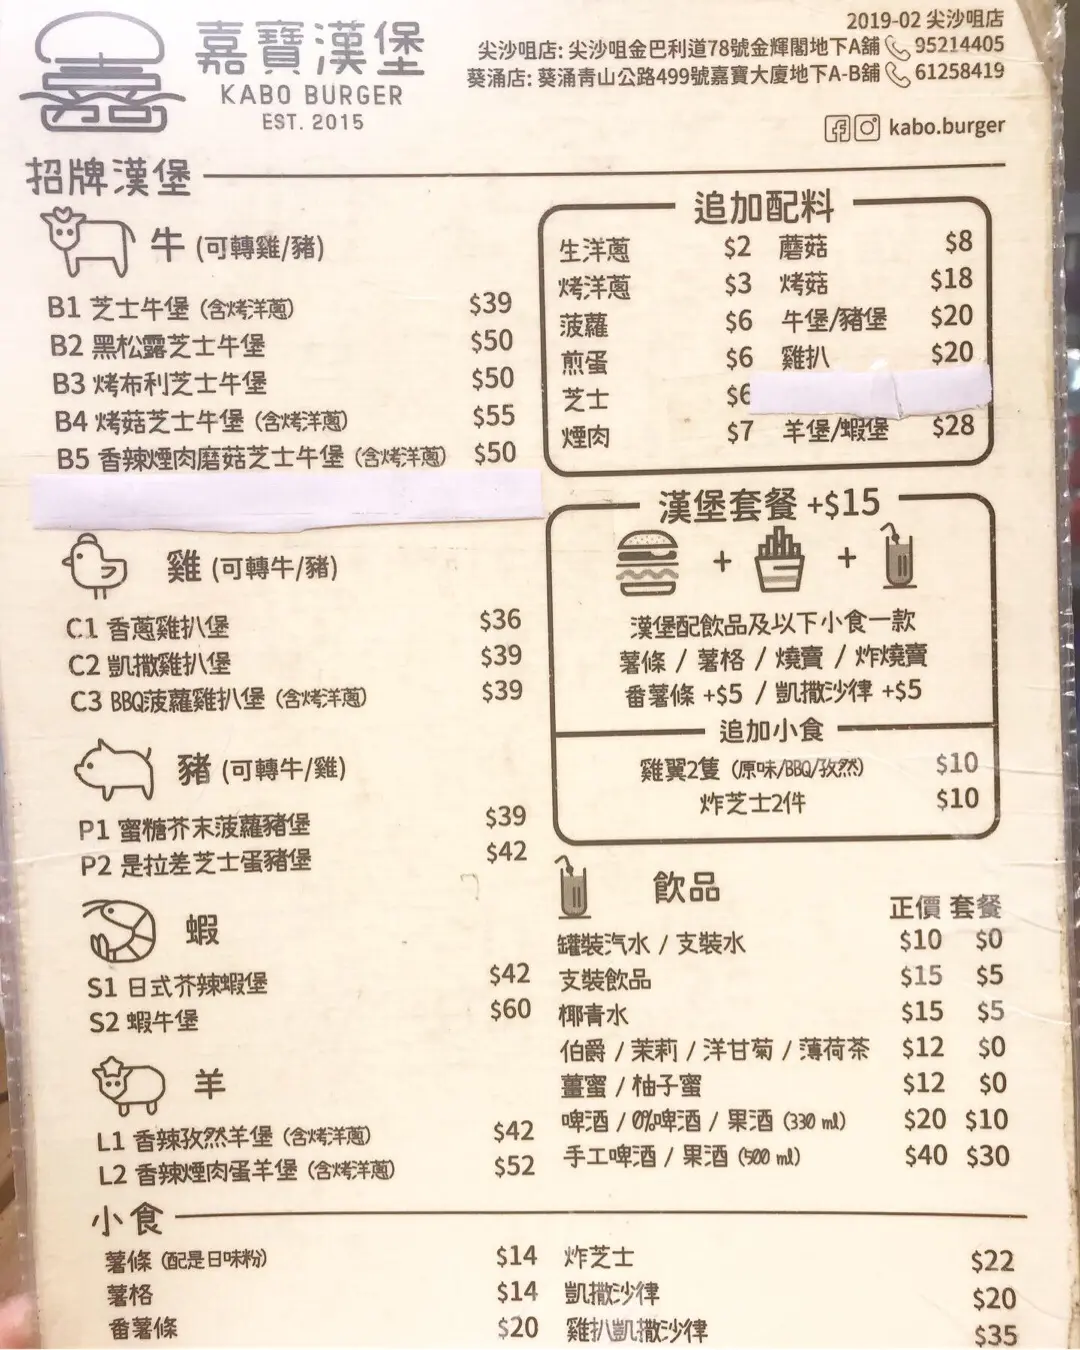 嘉寶漢堡
KABO BURGER
EST. 2015
2019-02 尖沙咀店
尖沙咀店: 尖沙咀金巴利道78號金輝閣地下A舖 95214405
葵涌店: 葵涌青山公路499號嘉寶大廈地下A-B舖 61258419
kabo.burger
招牌漢堡
牛 (可轉雞/豬)
B1 芝士牛堡 (含烤洋蔥) $39
B2 黑松露芝士牛堡 $50
B3 烤布利芝士牛堡 $50
B4 烤菇芝士牛堡 (含烤洋蔥) $55
B5 香辣煙肉磨菇芝士牛堡 (含烤洋蔥) $50
雞 (可轉牛/豬)
C1 香蔥雞扒堡 $36
C2 凱撒雞扒堡 $39
C3 BBQ菠蘿雞扒堡 (含烤洋蔥) $39
豬 (可轉牛/雞)
P1 蜜糖芥末菠蘿豬堡 $39
P2 是拉差芝士蛋豬堡 $42
蝦
S1 日式芥辣蝦堡 $42
S2 蝦牛堡 $60
羊
L1 香辣孜然羊堡 (含烤洋蔥) $42
L2 香辣煙肉蛋羊堡 (含烤洋蔥) $52
追加配料
生洋蔥 $2 蘑菇 $8
烤洋蔥 $3 烤菇 $18
菠蘿 $6 牛堡/豬堡 $20
煎蛋 $6 雞扒 $20
芝士 $6
煙肉 $7 羊堡/蝦堡 $28
漢堡套餐 +$15
+ +
漢堡配飲品及以下小食一款
薯條 / 薯格 / 燒賣 / 炸燒賣
番薯條 +$5 / 凱撒沙律 +$5
追加小食
雞翼2隻 (原味/BBQ/孜然) $10
炸芝士2件 $10
飲品 正價 套餐
罐裝汽水 / 支裝水 $10 $0
支裝飲品 $15 $5
椰青水 $15 $5
伯爵 / 茉莉 / 洋甘菊 / 薄荷茶 $12 $0
薑蜜 / 柚子蜜 $12 $0
啤酒 / 0%啤酒 / 果酒 (330 ml) $20 $10
手工啤酒 / 果酒 (500 ml) $40 $30
小食
薯條 (配是日味粉) $14 炸芝士 $22
薯格 $14 凱撒沙律 $20
番薯條 $20 雞扒凱撒沙律 $35